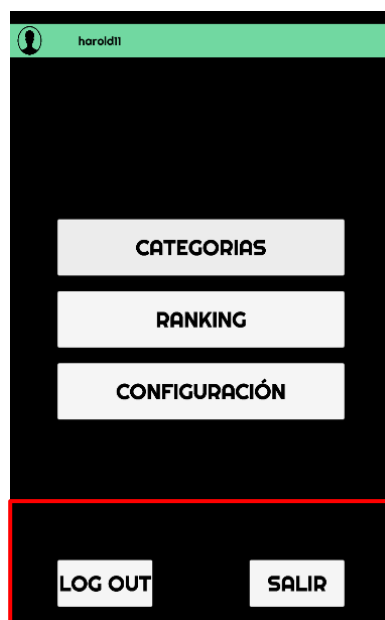 harold11
CATEGORIAS
RANKING
CONFIGURACIÓN
LOG OUT
SALIR